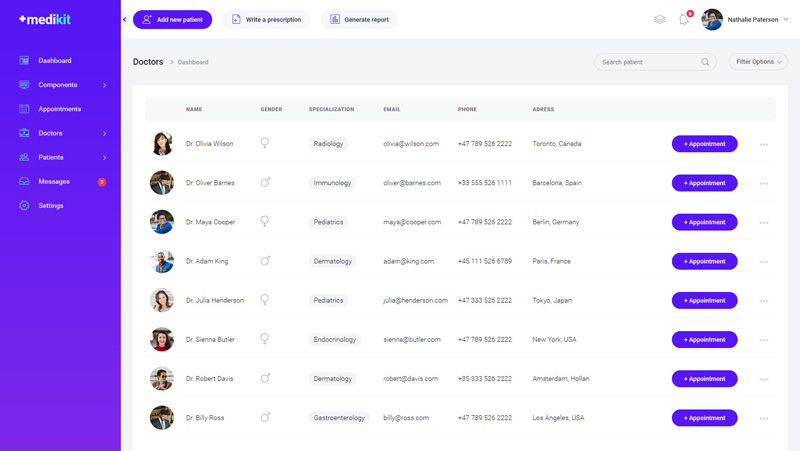 +medikit
Add new patient
Write a prescription
Generate report
6
Nathalie Paterson
Dashboard
Components
Appointments
Doctors
Patients
Messages
3
Settings
Doctors > Dashboard
Search patient
Filter Options
NAME GENDER SPECIALIZATION EMAIL PHONE ADRESS
Dr. Olivia Wilson Radiology olivia@wilson.com +47 789 526 2222 Toronto, Canada + Appointment
Dr. Oliver Barnes Immunology oliver@barnes.com +33 555 526 1111 Barcelona, Spain + Appointment
Dr. Maya Cooper Pediatrics maya@cooper.com +47 789 526 2222 Berlin, Germany + Appointment
Dr. Adam King Dermatology adam@king.com +45 111 526 6789 Paris, France + Appointment
Dr. Julia Henderson Pediatrics julia@henderson.com +47 333 526 2222 Tokyo, Japan + Appointment
Dr. Sienna Butler Endocrinology sienna@butler.com +47 789 526 2222 New York, USA + Appointment
Dr. Robert Davis Dermatology robert@davis.com +35 333 526 2222 Amsterdam, Hollan + Appointment
Dr. Billy Ross Gastroenterology billy@ross.com +47 789 526 2222 Los Angeles, USA + Appointment